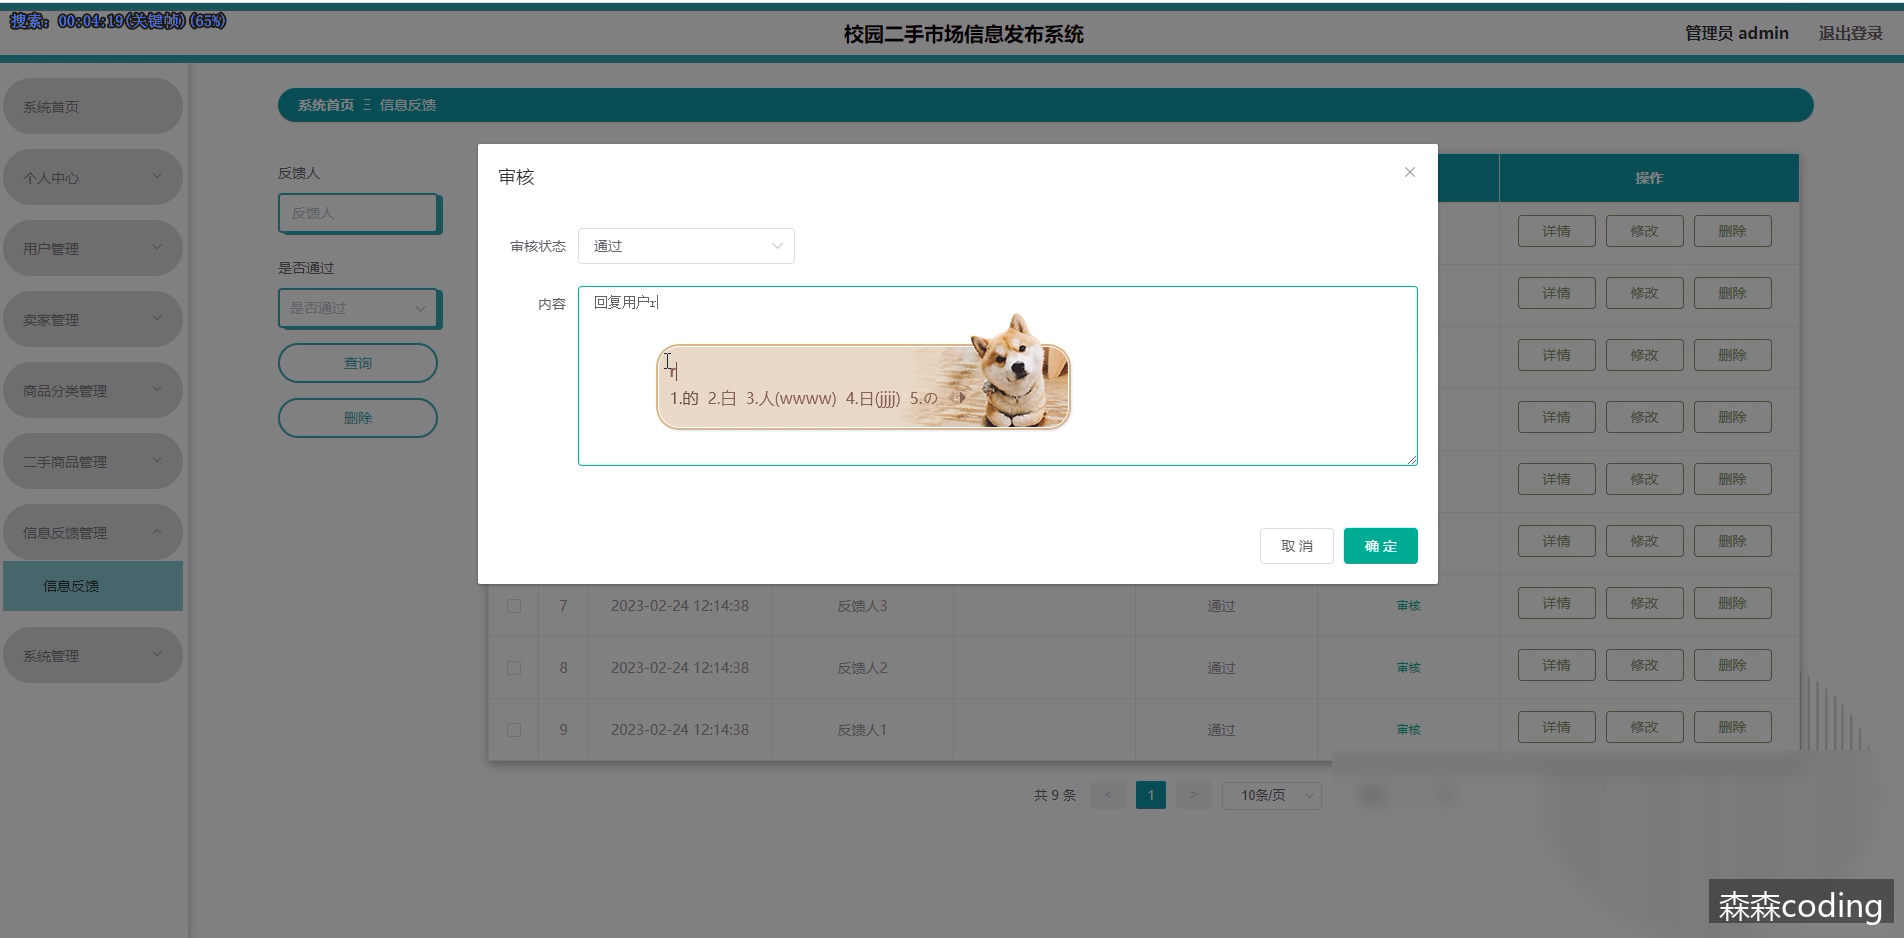 搜索: 00:04:19(关键帧)(65%)
校园二手市场信息发布系统
管理员 admin
退出登录
系统首页
个人中心
用户管理
卖家管理
商品分类管理
二手商品管理
信息反馈管理
信息反馈
系统管理
系统首页 Ξ 信息反馈
反馈人
反馈人
是否通过
是否通过
查询
删除
操作
详情 修改 删除
详情 修改 删除
详情 修改 删除
详情 修改 删除
详情 修改 删除
详情 修改 删除
审核
审核状态 通过
内容 回复用户r
r
1.的 2.白 3.人(wwww) 4.日(jjjj) 5.の
取消 确定
7 2023-02-24 12:14:38 反馈人3 通过 审核 详情 修改 删除
8 2023-02-24 12:14:38 反馈人2 通过 审核 详情 修改 删除
9 2023-02-24 12:14:38 反馈人1 通过 审核 详情 修改 删除
共 9 条 < 1 > 10条/页
森森coding